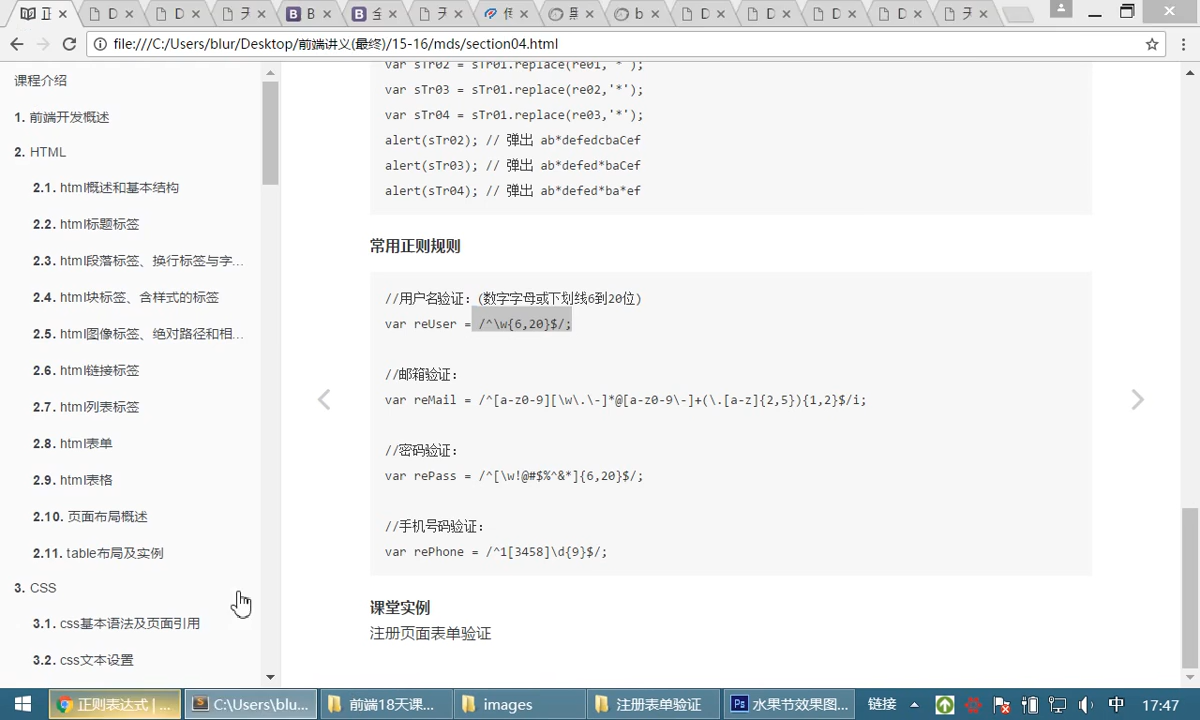 正
D
D
天
B
全
天
传
黑
b
D
D
D
D
天
file:///C:/Users/blur/Desktop/前端讲义(最终)/15-16/mds/section04.html
课程介绍
1. 前端开发概述
2. HTML
2.1. html概述和基本结构
2.2. html标题标签
2.3. html段落标签、换行标签与字...
2.4. html块标签、含样式的标签
2.5. html图像标签、绝对路径和相...
2.6. html链接标签
2.7. html列表标签
2.8. html表单
2.9. html表格
2.10. 页面布局概述
2.11. table布局及实例
3. CSS
3.1. css基本语法及页面引用
3.2. css文本设置
var sTr02 = sTr01.replace(re01,'*');
var sTr03 = sTr01.replace(re02,'*');
var sTr04 = sTr01.replace(re03,'*');
alert(sTr02); // 弹出 ab*defedcbaCef
alert(sTr03); // 弹出 ab*defed*baCef
alert(sTr04); // 弹出 ab*defed*ba*ef
常用正则规则
//用户名验证：(数字字母或下划线6到20位)
var reUser = /^\w{6,20}$/;
//邮箱验证：
var reMail = /^[a-z0-9][\w\.\-]*@[a-z0-9\-]+(\.[a-z]{2,5}){1,2}$/i;
//密码验证：
var rePass = /^[\w!@#$%^&*]{6,20}$/;
//手机号码验证：
var rePhone = /^1[3458]\d{9}$/;
课堂实例
注册页面表单验证
正则表达式 | ...
C:\Users\blu...
前端18天课...
images
注册表单验证
水果节效果图...
链接
中
17:47